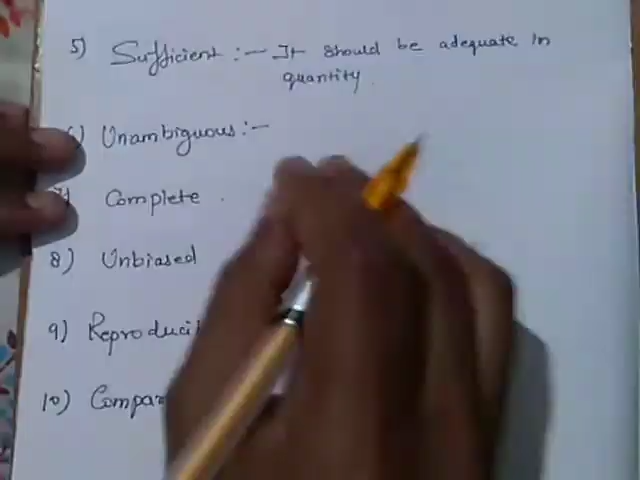 5) Sufficient :- It should be adequate in
quantity.
Unambiguous :-
Complete .
8) Unbiased
9)
10)